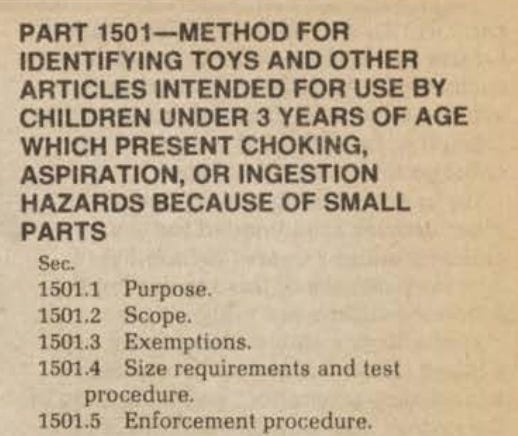 PART 1501—METHOD FOR
IDENTIFYING TOYS AND OTHER
ARTICLES INTENDED FOR USE BY
CHILDREN UNDER 3 YEARS OF AGE
WHICH PRESENT CHOKING,
ASPIRATION, OR INGESTION
HAZARDS BECAUSE OF SMALL
PARTS
Sec.
1501.1 Purpose.
1501.2 Scope.
1501.3 Exemptions.
1501.4 Size requirements and test
procedure.
1501.5 Enforcement procedure.